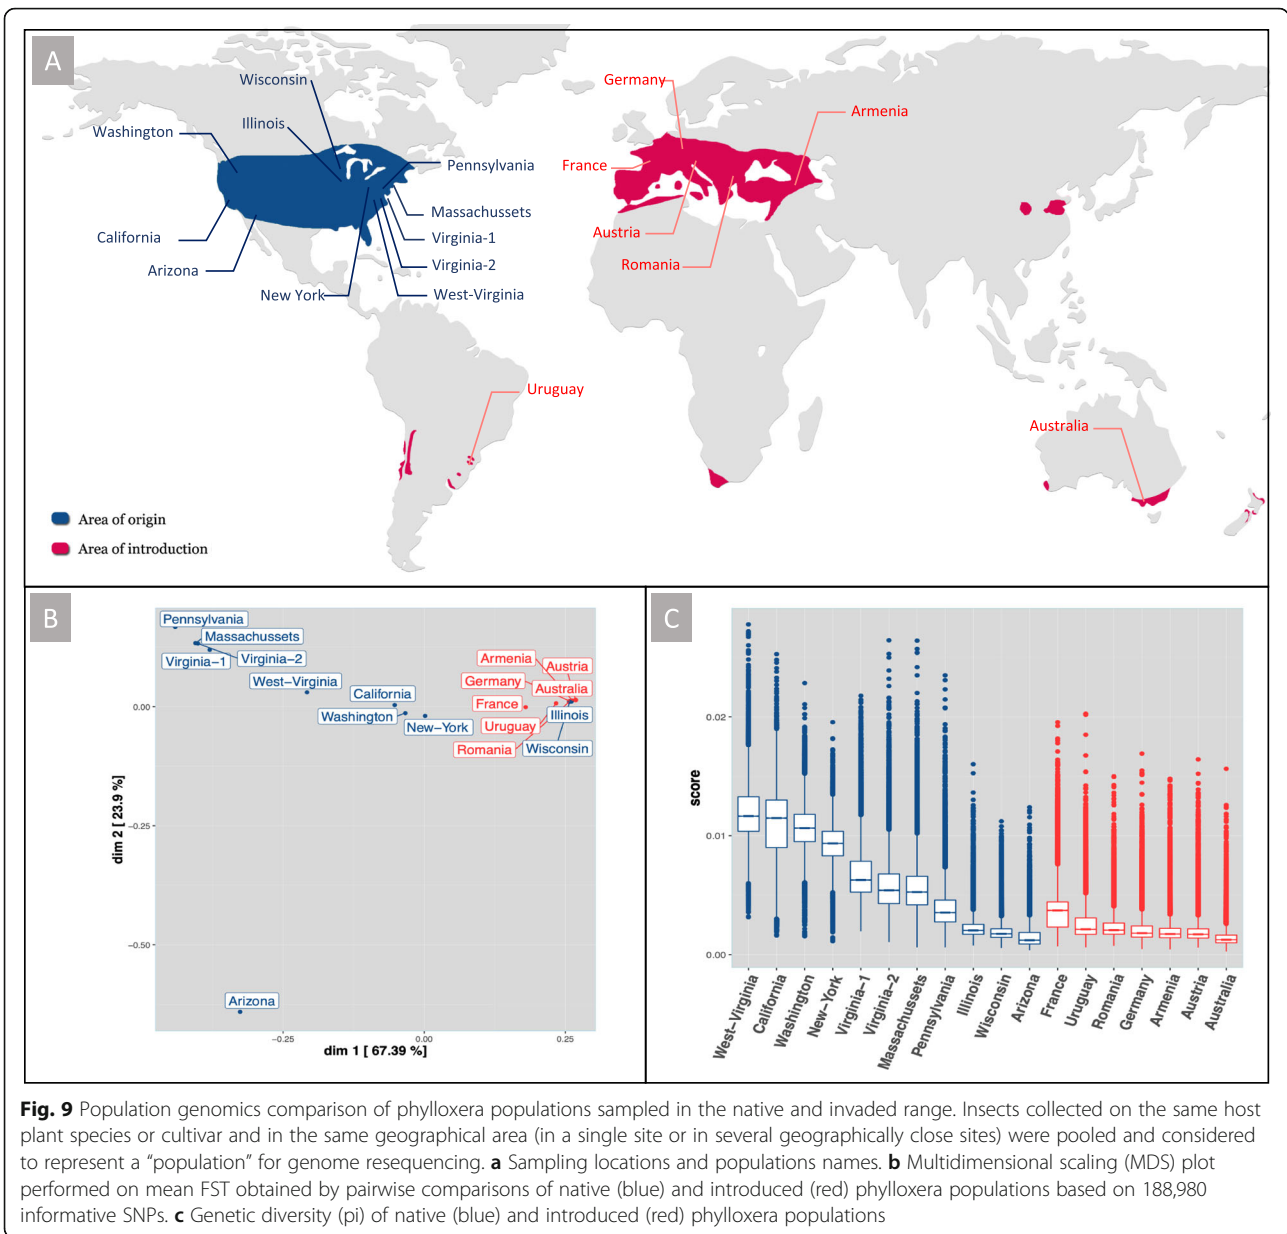 A
Wisconsin
Germany
Armenia
Illinois
Washington
Pennsylvania
France
Massachussets
Virginia-1
California
Austria
Virginia-2
Romania
Arizona
New York
West-Virginia
Uruguay
Australia
Area of origin
Area of introduction
B
Pennsylvania
Massachussets
Virginia−1
Virginia−2
West−Virginia
California
Washington
New−York
Armenia
Austria
Germany
Australia
France
Illinois
Uruguay
Romania
Wisconsin
Arizona
0.00
−0.25
−0.50
dim 2 [ 23.9 %]
−0.25
0.00
0.25
dim 1 [ 67.39 %]
C
0.02
0.01
0.00
score
West−Virginia
California
Washington
New−York
Virginia−1
Virginia−2
Massachussets
Pennsylvania
Illinois
Wisconsin
Arizona
France
Uruguay
Romania
Germany
Armenia
Austria
Australia
Fig. 9 Population genomics comparison of phylloxera populations sampled in the native and invaded range. Insects collected on the same host
plant species or cultivar and in the same geographical area (in a single site or in several geographically close sites) were pooled and considered
to represent a “population” for genome resequencing. a Sampling locations and populations names. b Multidimensional scaling (MDS) plot
performed on mean FST obtained by pairwise comparisons of native (blue) and introduced (red) phylloxera populations based on 188,980
informative SNPs. c Genetic diversity (pi) of native (blue) and introduced (red) phylloxera populations